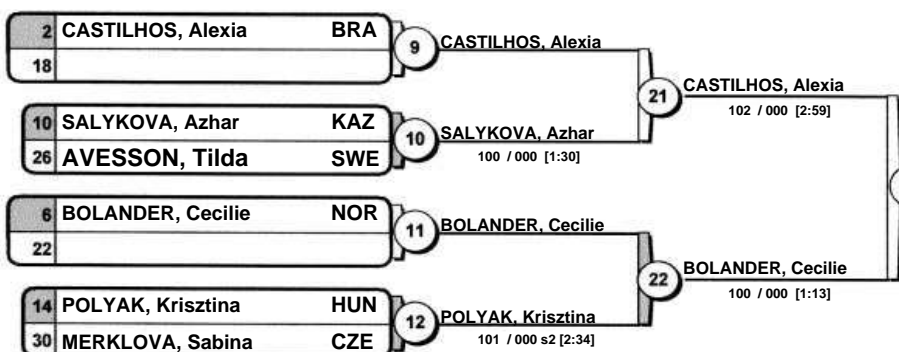 2 CASTILHOS, Alexia BRA
18
9
CASTILHOS, Alexia
10 SALYKOVA, Azhar KAZ
26 AVESSON, Tilda SWE
10
SALYKOVA, Azhar
100 / 000 [1:30]
21
CASTILHOS, Alexia
102 / 000 [2:59]
6 BOLANDER, Cecilie NOR
22
11
BOLANDER, Cecilie
14 POLYAK, Krisztina HUN
30 MERKLOVA, Sabina CZE
12
POLYAK, Krisztina
101 / 000 s2 [2:34]
22
BOLANDER, Cecilie
100 / 000 [1:13]